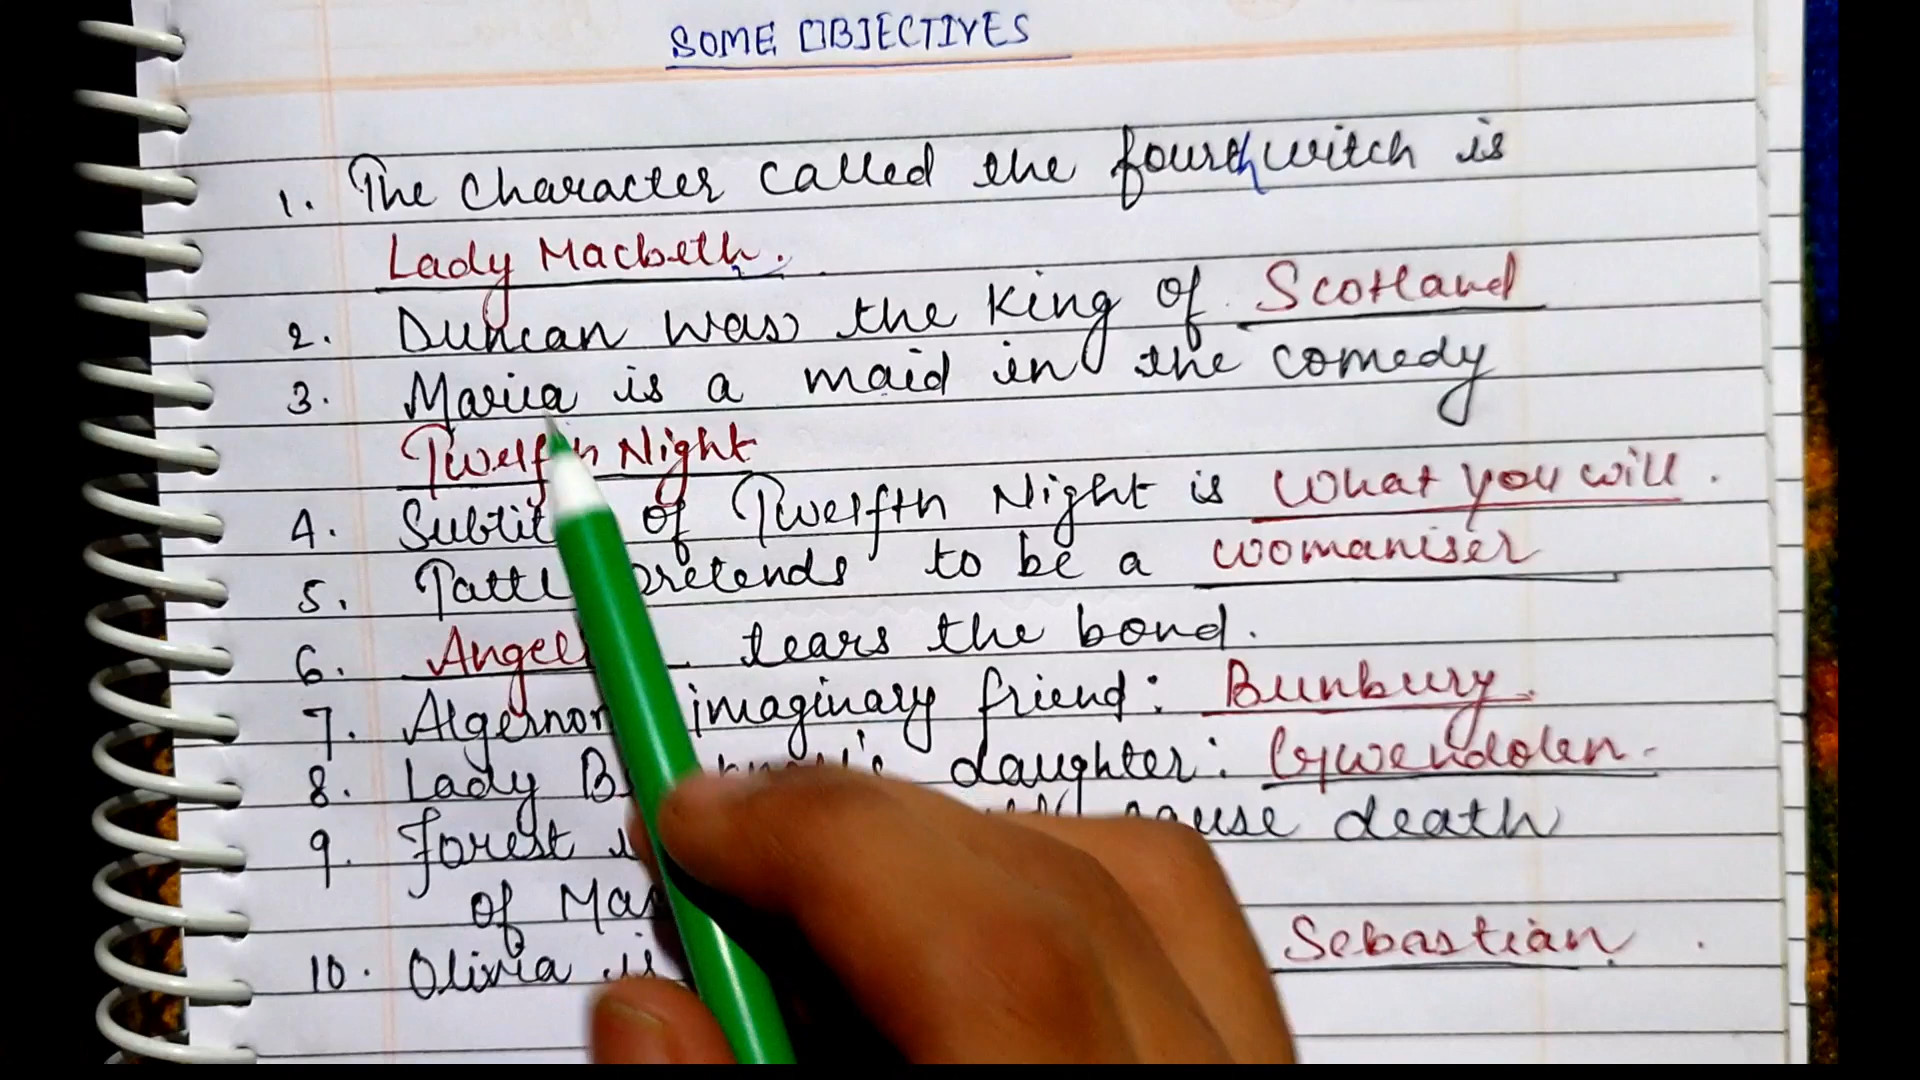 SOME OBJECTIVES
1. The character called the fourth witch is
Lady Macbeth.
2. Duncan was the king of Scotland
3. Maria is a maid in the comedy
Twelfth Night
4. of Twelfth Night is What you will.
5. pretends to be a womaniser
6. tears the bond.
7. imaginary friend: Bunbury.
8. Lady daughter: Gwendolen.
9. Forest cause death
of
10. Olivia is Sebastian.